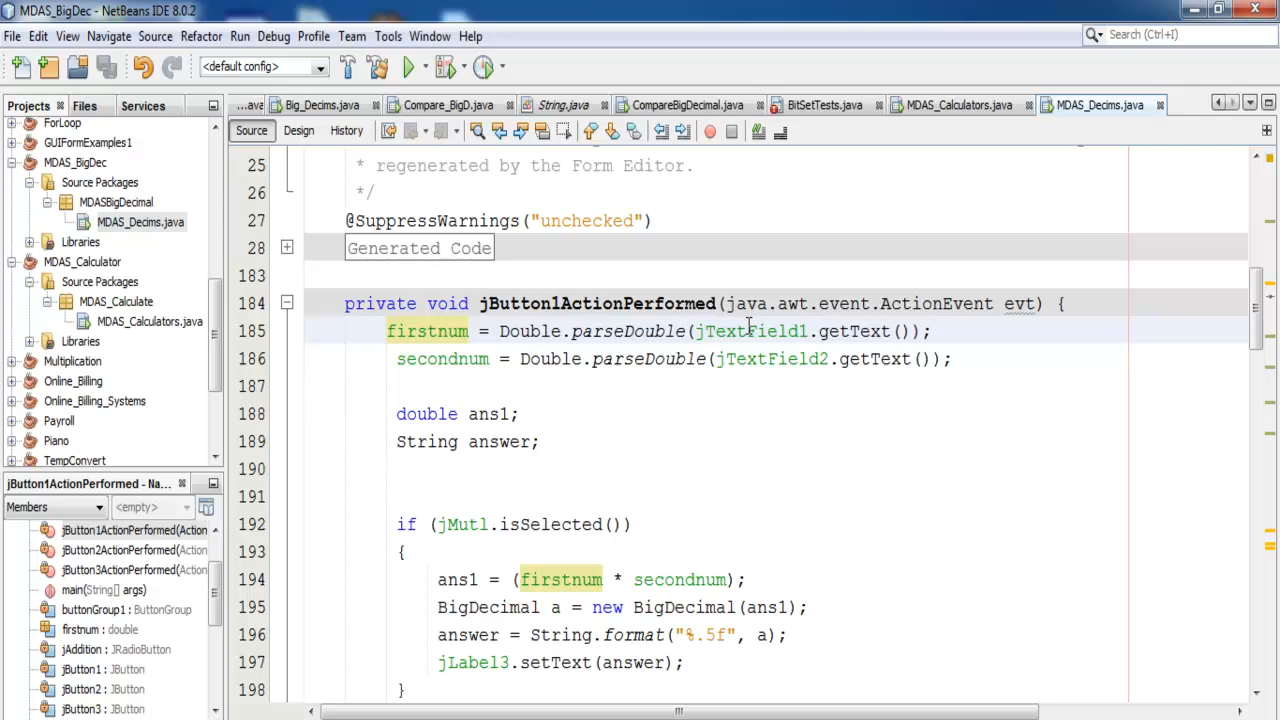 MDAS_BigDec - NetBeans IDE 8.0.2
File Edit View Navigate Source Refactor Run Debug Profile Team Tools Window Help
Search (Ctrl+I)
<default config>
Projects Files Services
...ava Big_Decims.java Compare_BigD.java String.java CompareBigDecimal.java BitSetTests.java MDAS_Calculators.java MDAS_Decims.java
Source Design History
ForLoop
GUIFormExamples1
MDAS_BigDec
Source Packages
MDASBigDecimal
MDAS_Decims.java
Libraries
MDAS_Calculator
Source Packages
MDAS_Calculate
MDAS_Calculators.java
Libraries
Multiplication
Online_Billing
Online_Billing_Systems
Payroll
Piano
TempConvert
jButton1ActionPerformed - Na...
Members <empty>
jButton1ActionPerformed(Action
jButton2ActionPerformed(Action
jButton3ActionPerformed(Action
main(String[] args)
buttonGroup1 : ButtonGroup
firstnum : double
jAddition : JRadioButton
jButton1 : JButton
jButton2 : JButton
jButton3 : JButton
25 * regenerated by the Form Editor.
26 */
27 @SuppressWarnings("unchecked")
28 Generated Code
183
184 private void jButton1ActionPerformed(java.awt.event.ActionEvent evt) {
185 firstnum = Double.parseDouble(jTextField1.getText());
186 secondnum = Double.parseDouble(jTextField2.getText());
187
188 double ans1;
189 String answer;
190
191
192 if (jMutl.isSelected())
193 {
194 ans1 = (firstnum * secondnum);
195 BigDecimal a = new BigDecimal(ans1);
196 answer = String.format("%.5f", a);
197 jLabel3.setText(answer);
198 }